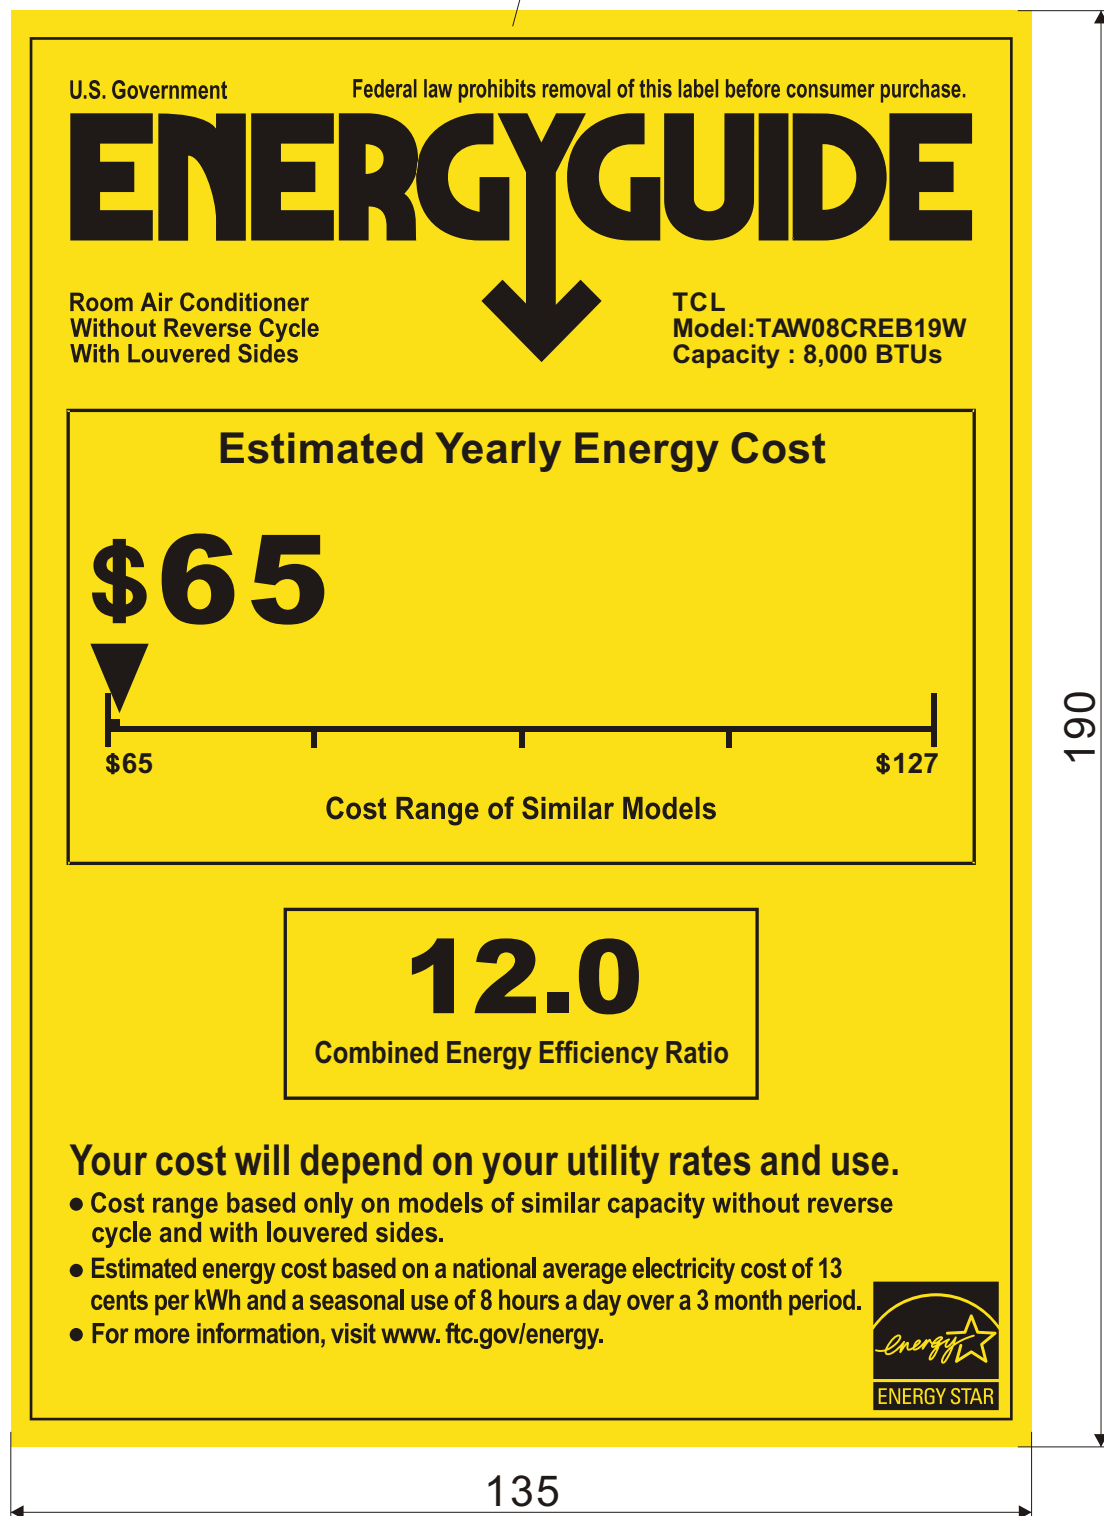 U.S. Government
Federal law prohibits removal of this label before consumer purchase.
ENERGYGUIDE
Room Air Conditioner
Without Reverse Cycle
With Louvered Sides
TCL
Model:TAW08CREB19W
Capacity : 8,000 BTUs
Estimated Yearly Energy Cost
$65
$65
$127
Cost Range of Similar Models
12.0
Combined Energy Efficiency Ratio
Your cost will depend on your utility rates and use.
● Cost range based only on models of similar capacity without reverse
cycle and with louvered sides.
● Estimated energy cost based on a national average electricity cost of 13
cents per kWh and a seasonal use of 8 hours a day over a 3 month period.
● For more information, visit www. ftc.gov/energy.
energy
ENERGY STAR
190
135